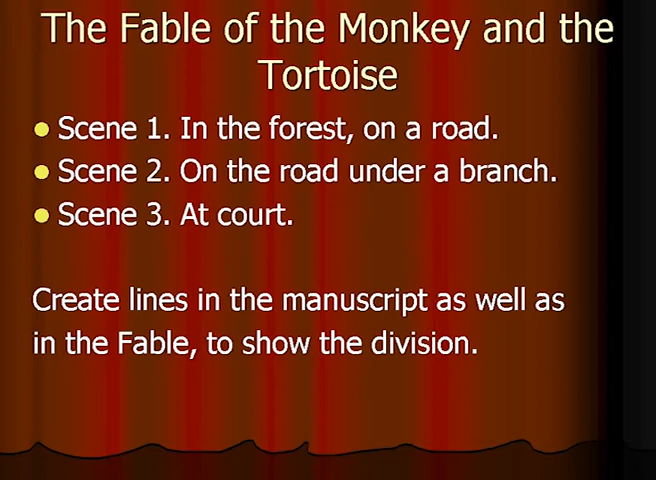 The Fable of the Monkey and the
Tortoise
• Scene 1. In the forest, on a road.
• Scene 2. On the road under a branch.
• Scene 3. At court.
Create lines in the manuscript as well as
in the Fable, to show the division.